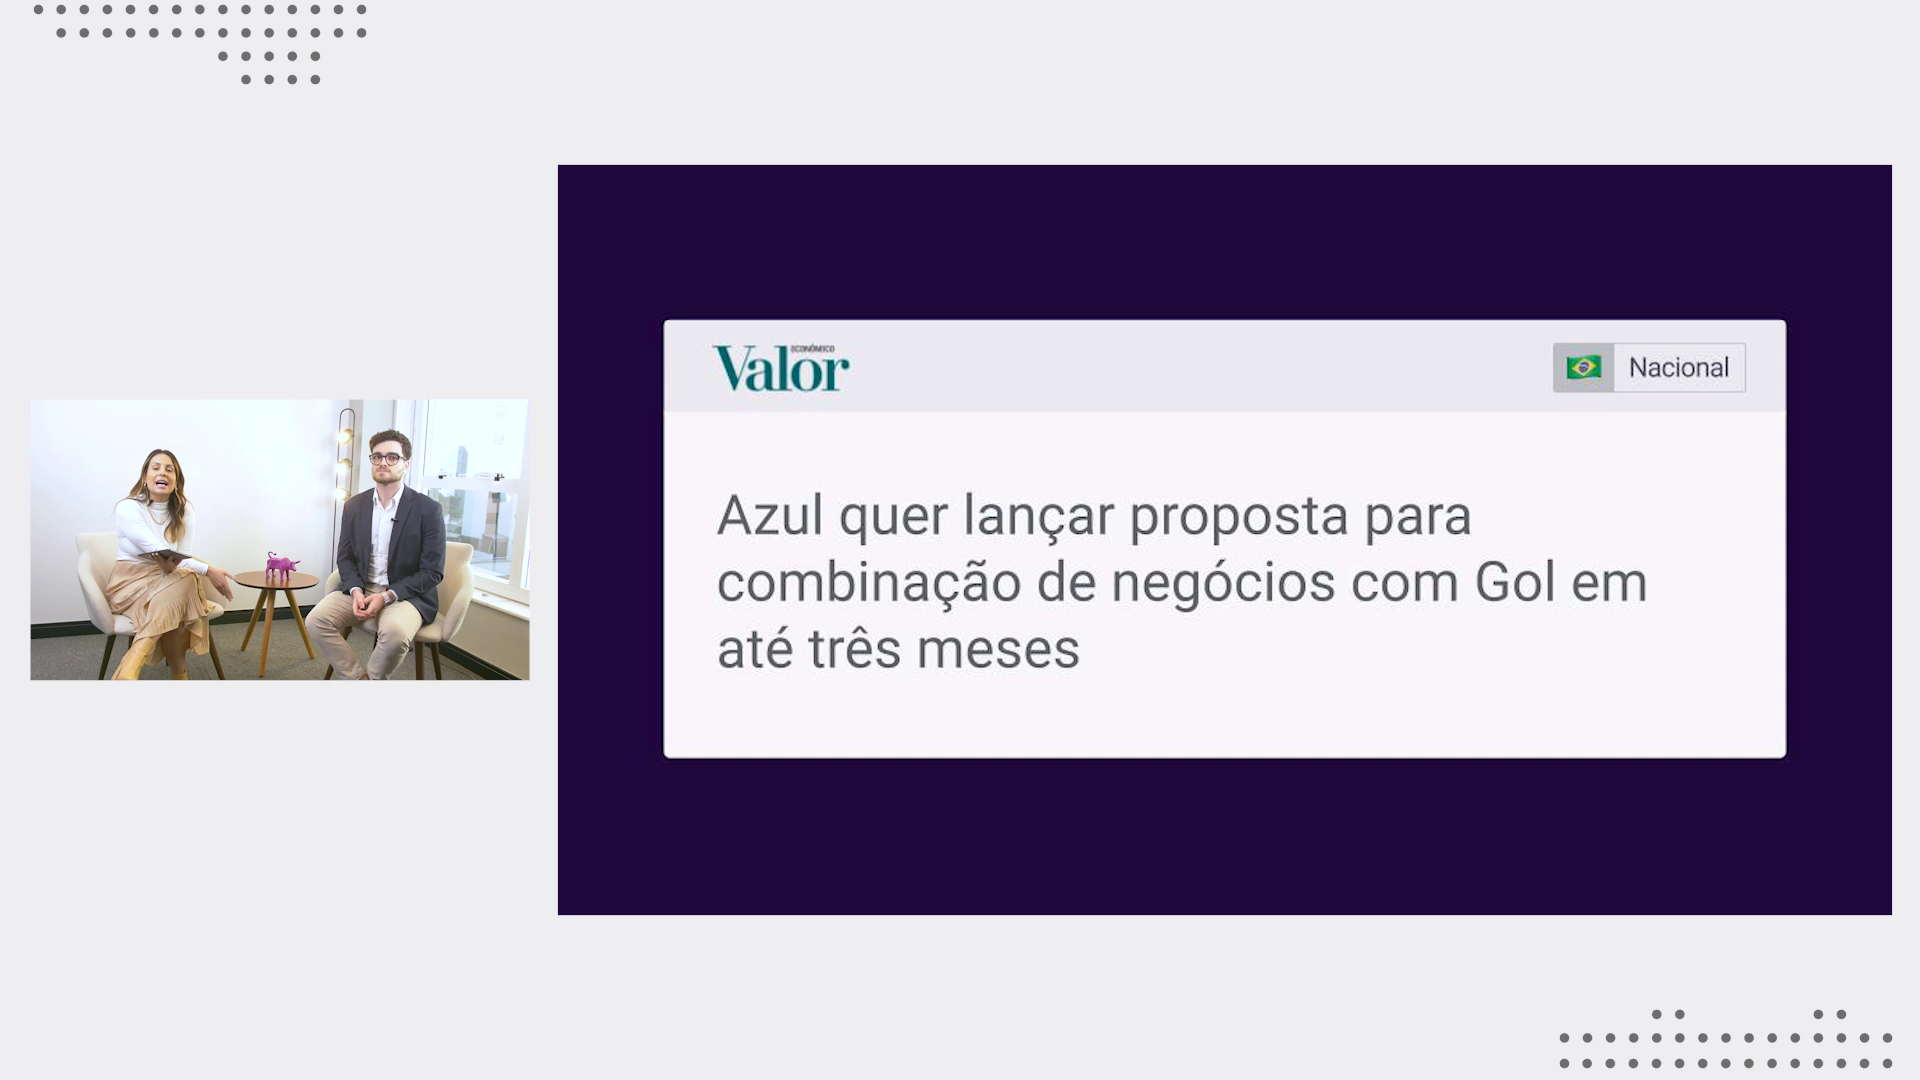 Valor
ECONÔMICO
Nacional
Azul quer lançar proposta para
combinação de negócios com Gol em
até três meses